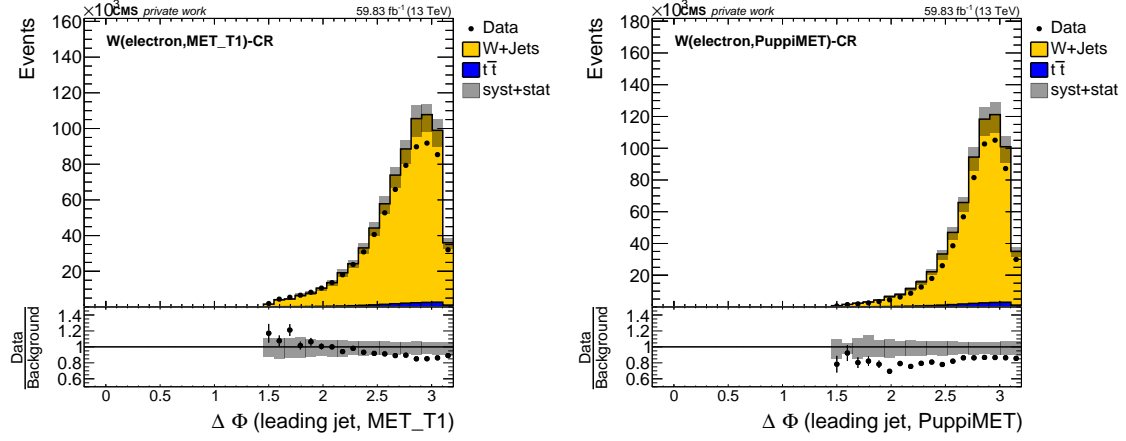 ×10³ CMS private work 59.83 fb⁻¹ (13 TeV)
W(electron,MET_T1)-CR
Events
160
140
120
100
80
60
40
20
Data
W+Jets
t t̅
syst+stat
Data
Background
1.4
1.2
1
0.8
0.6
0 0.5 1 1.5 2 2.5 3
Δ Φ (leading jet, MET_T1)
×10³ CMS private work 59.83 fb⁻¹ (13 TeV)
W(electron,PuppiMET)-CR
Events
180
160
140
120
100
80
60
40
20
Data
W+Jets
t t̅
syst+stat
Data
Background
1.4
1.2
1
0.8
0.6
0 0.5 1 1.5 2 2.5 3
Δ Φ (leading jet, PuppiMET)